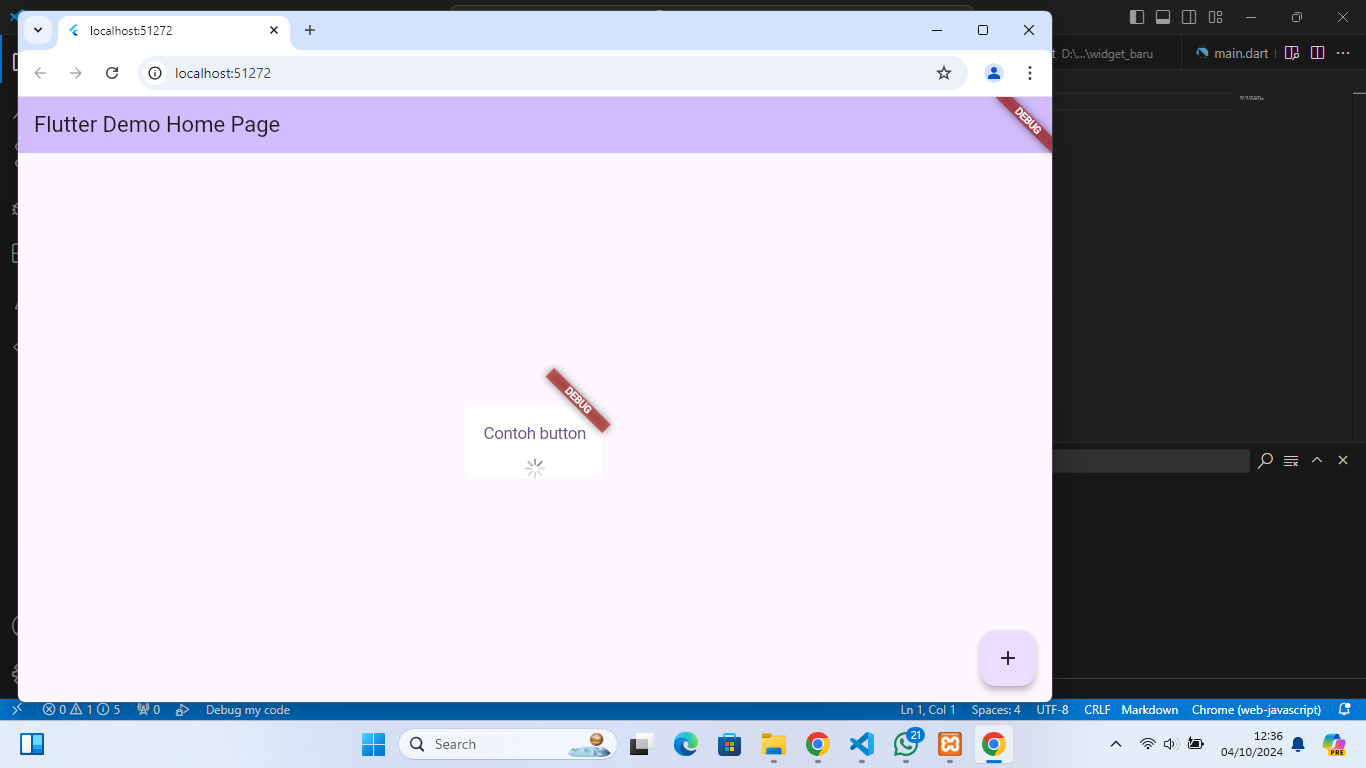 localhost:51272
localhost:51272
t D:\...\widget_baru
main.dart
Flutter Demo Home Page
DEBUG
DEBUG
Contoh button
0 1 5
0
Debug my code
Ln 1, Col 1
Spaces: 4
UTF-8
CRLF
Markdown
Chrome (web-javascript)
Search
21
12:36
04/10/2024
PRE